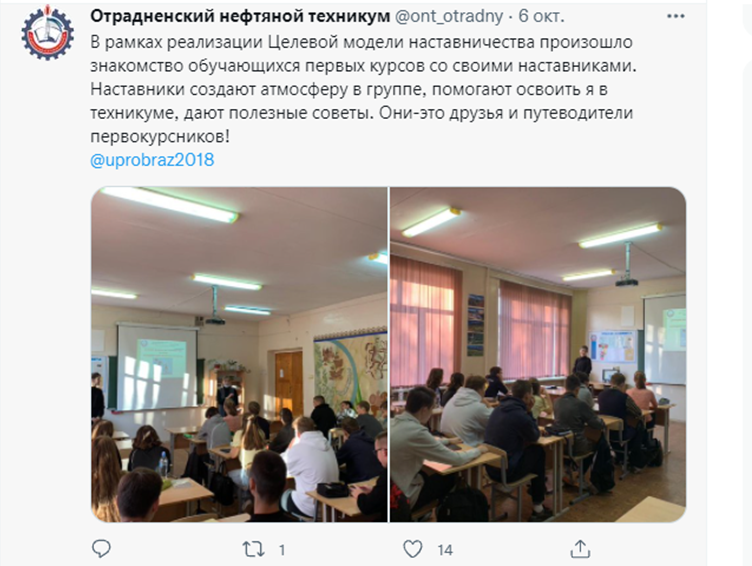 Отрадненский нефтяной техникум @ont_otradny · 6 окт.
В рамках реализации Целевой модели наставничества произошло
знакомство обучающихся первых курсов со своими наставниками.
Наставники создают атмосферу в группе, помогают освоить я в
техникуме, дают полезные советы. Они-это друзья и путеводители
первокурсников!
@uprobraz2018
1
14